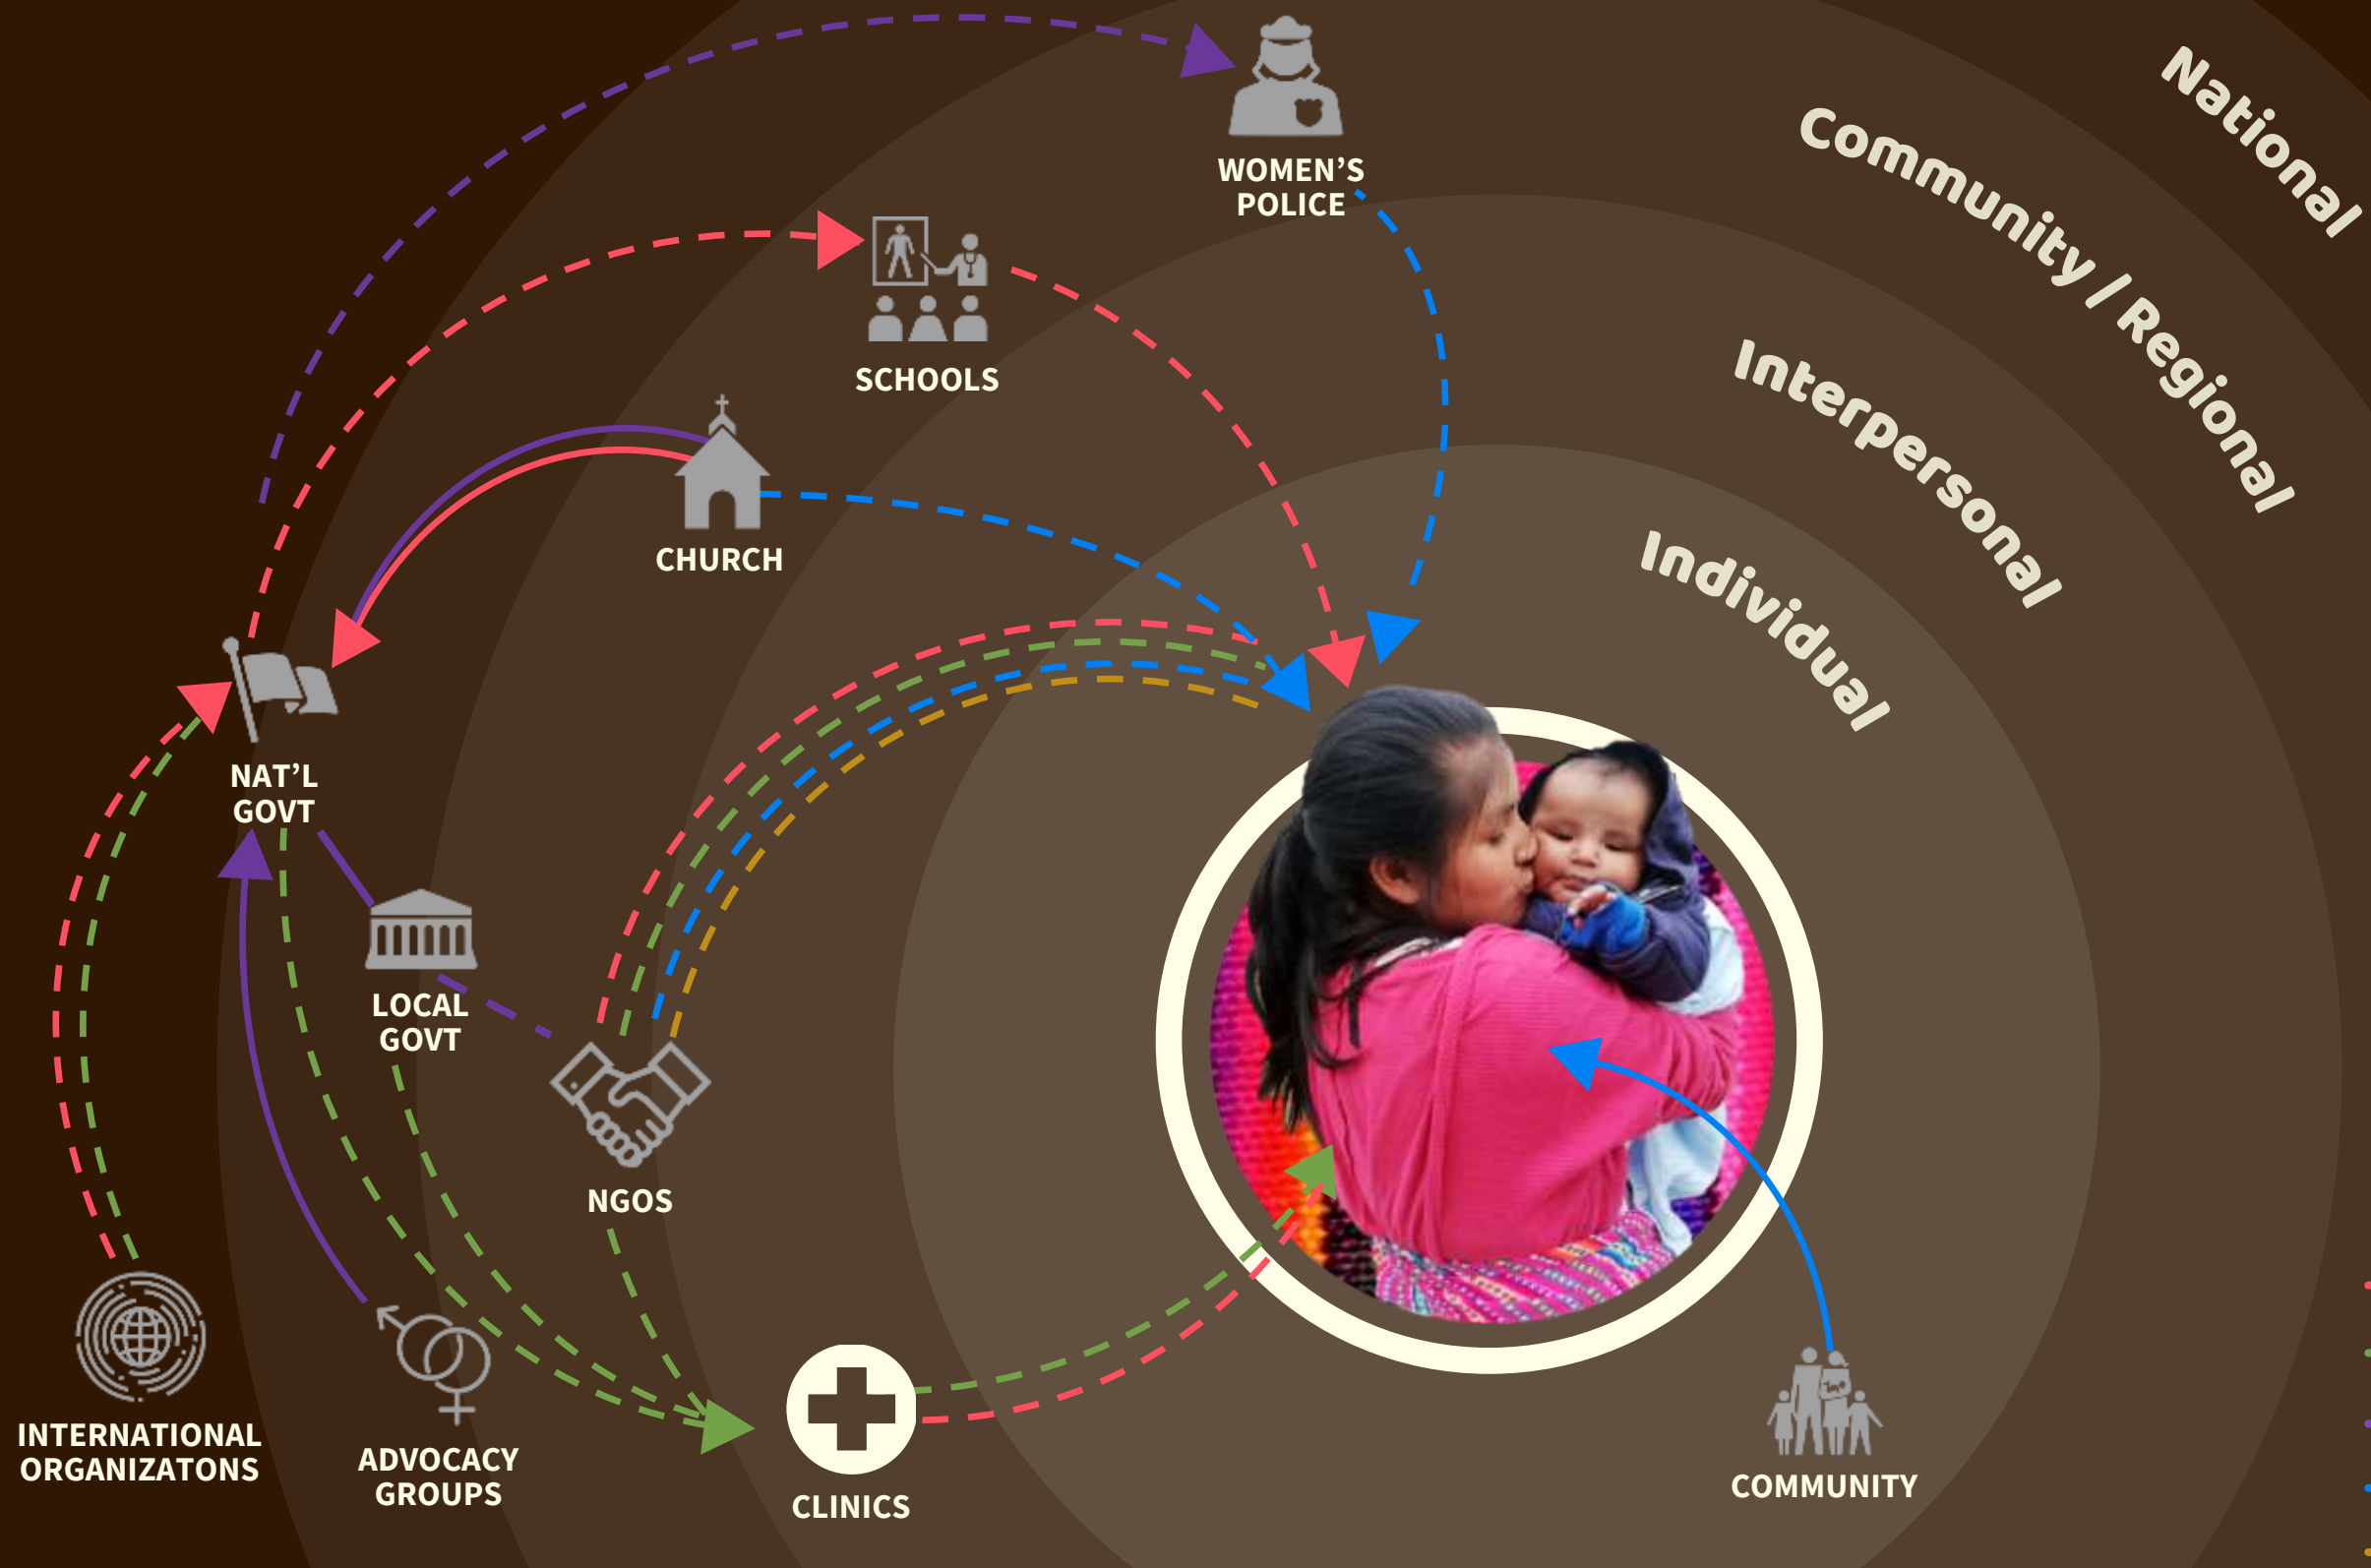 National
Community / Regional
Interpersonal
Individual
WOMEN’S
POLICE
SCHOOLS
CHURCH
NAT’L
GOVT
LOCAL
GOVT
NGOS
INTERNATIONAL
ORGANIZATONS
ADVOCACY
GROUPS
CLINICS
COMMUNITY